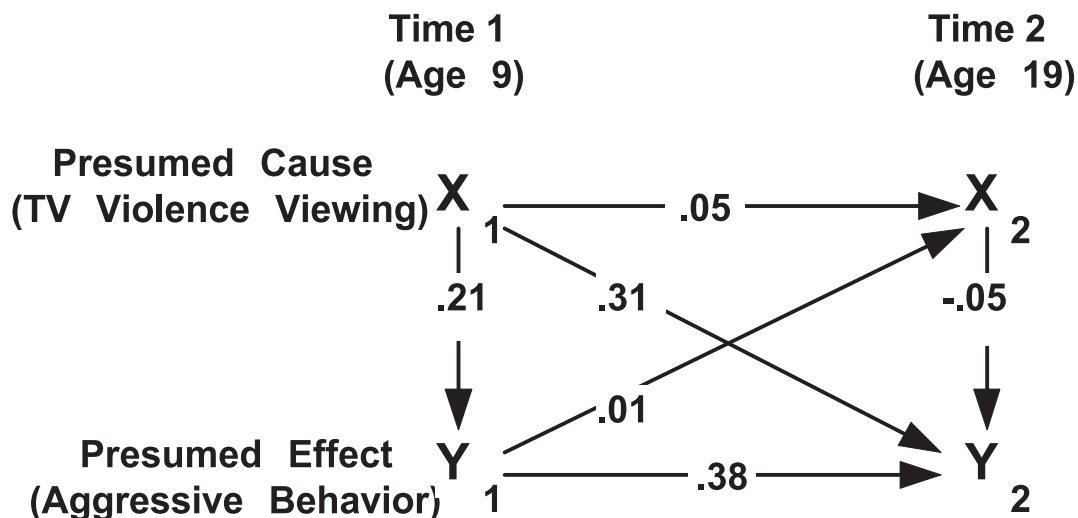 Time 1
(Age 9)
Time 2
(Age 19)
Presumed Cause
(TV Violence Viewing)
X 1
.05
X 2
.21
.31
-.05
.01
Presumed Effect
(Aggressive Behavior)
Y 1
.38
Y 2